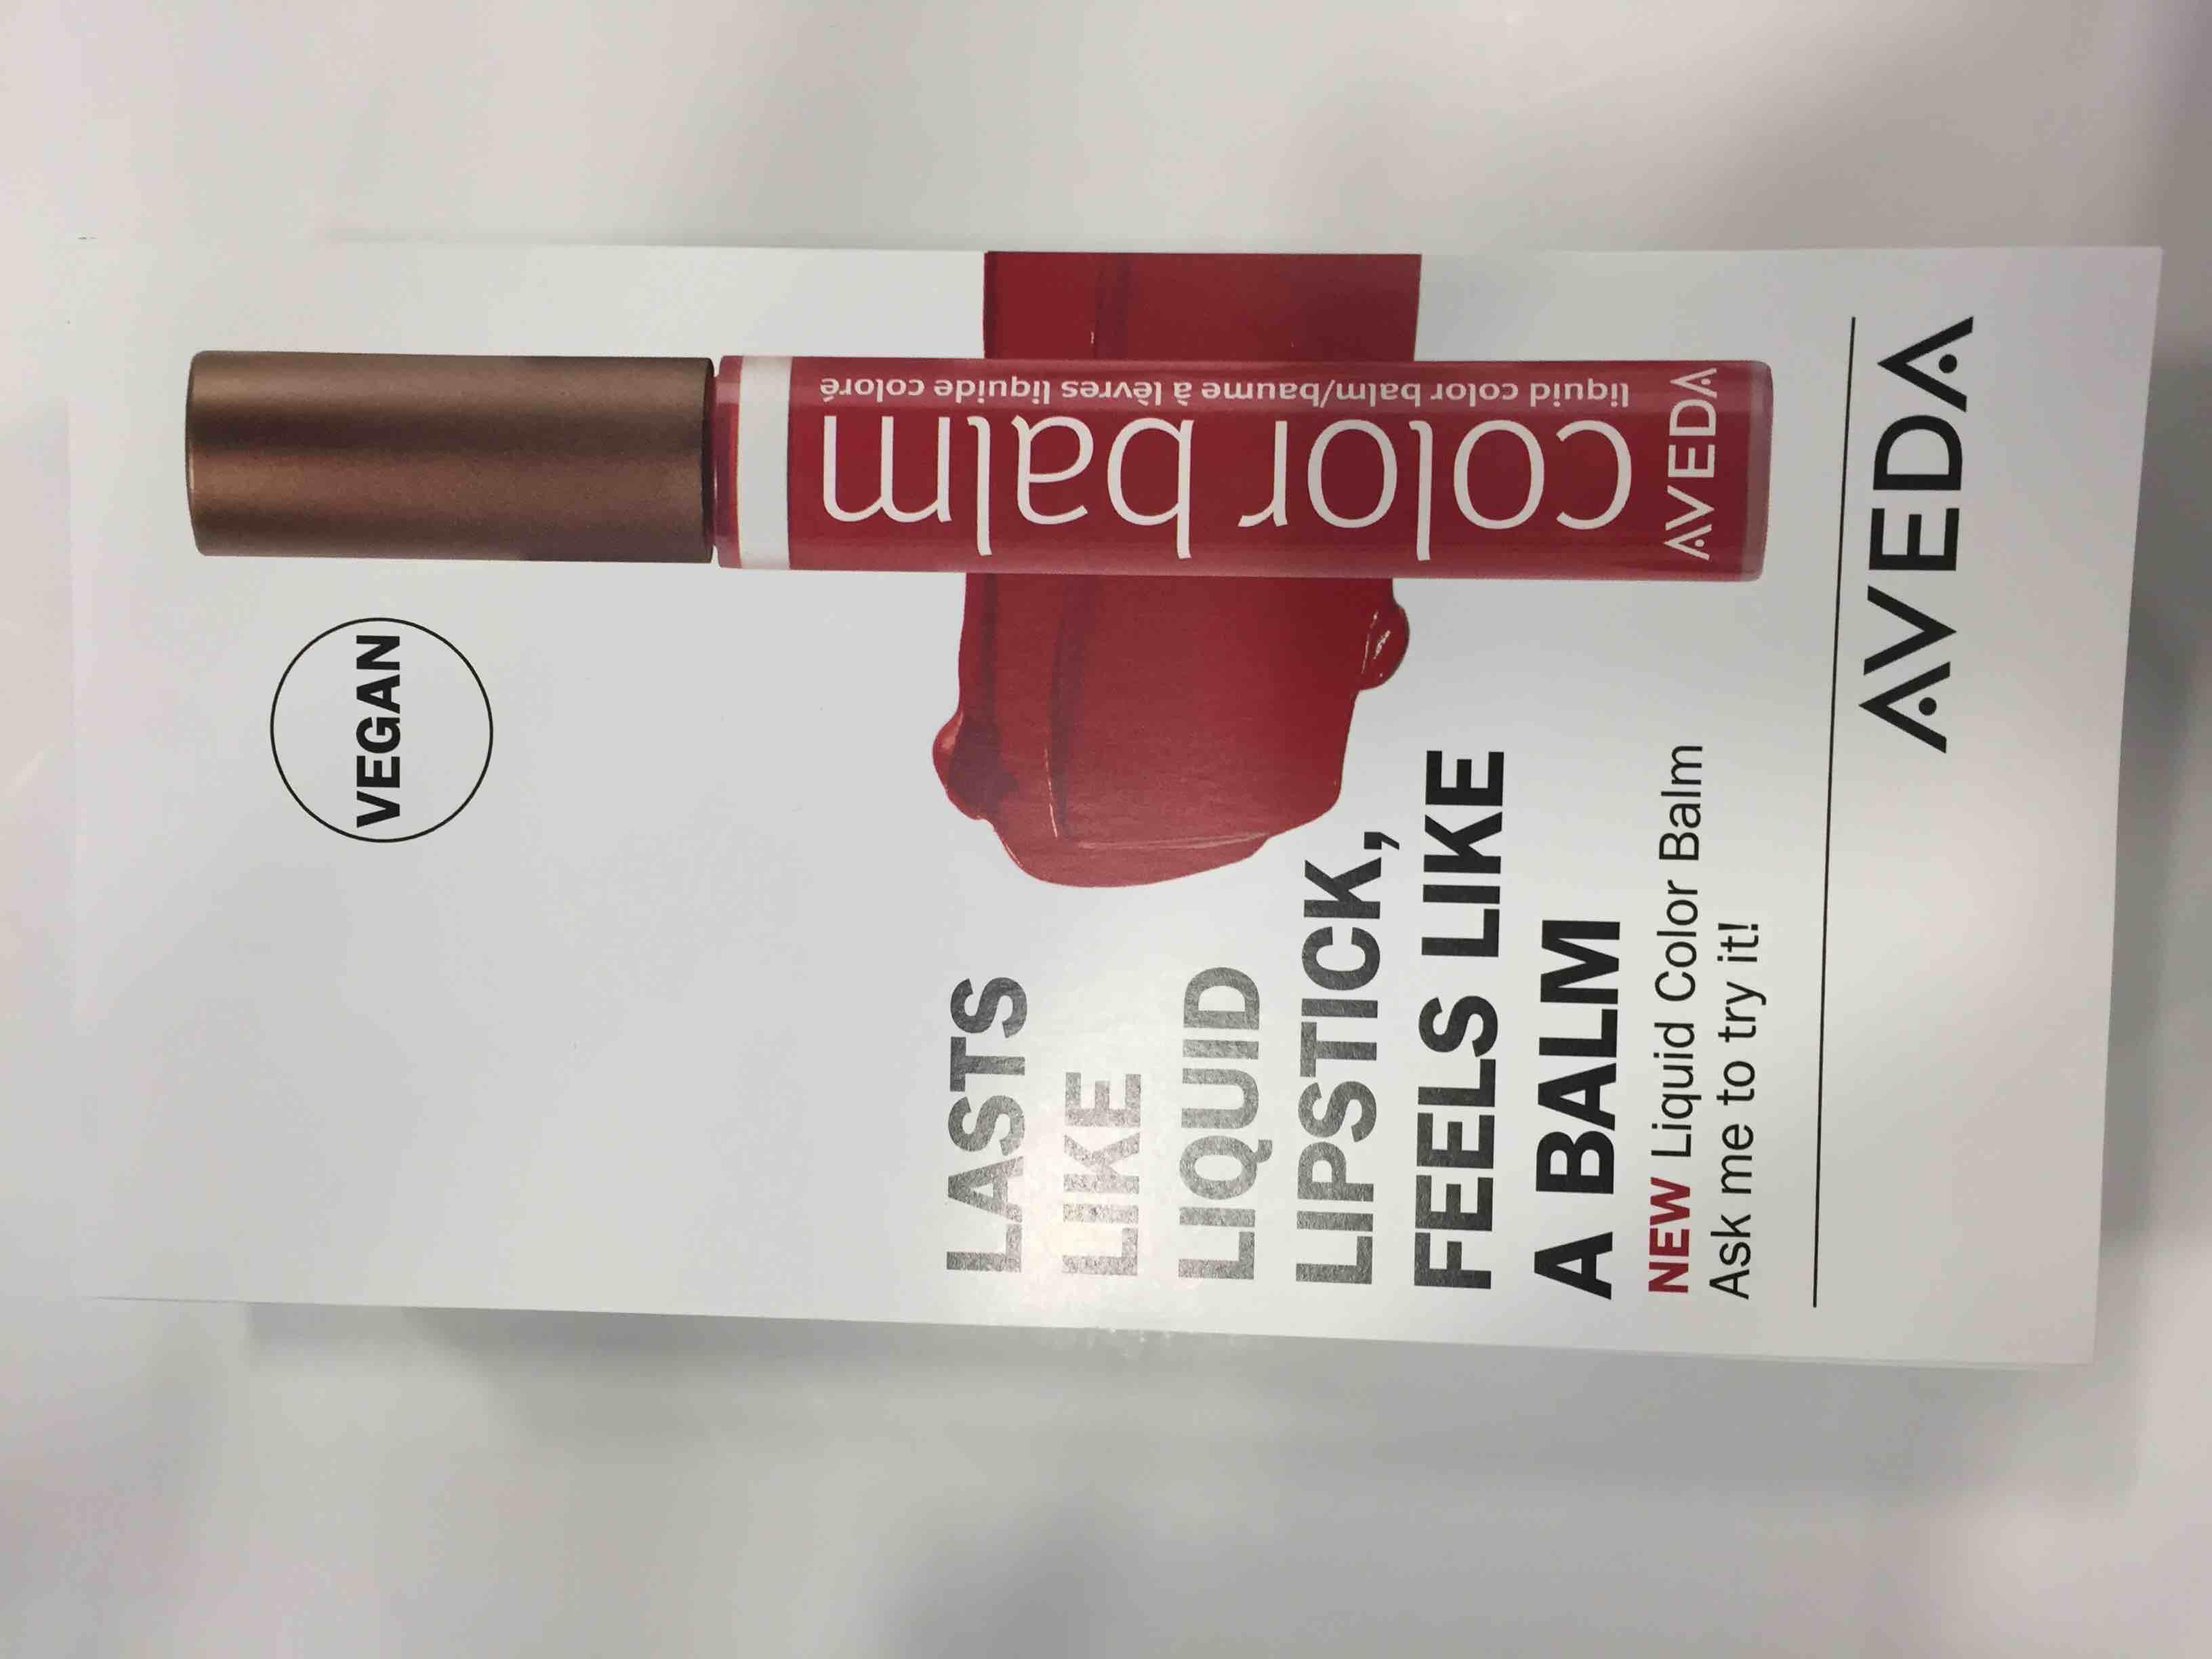 VEGAN
color balm
liquid color balm/baume à lèvres liquide coloré
AVEDA
LASTS
LIKE
LIQUID
LIPSTICK,
FEELS LIKE
A BALM
NEW Liquid Color Balm
Ask me to try it!
AVEDA